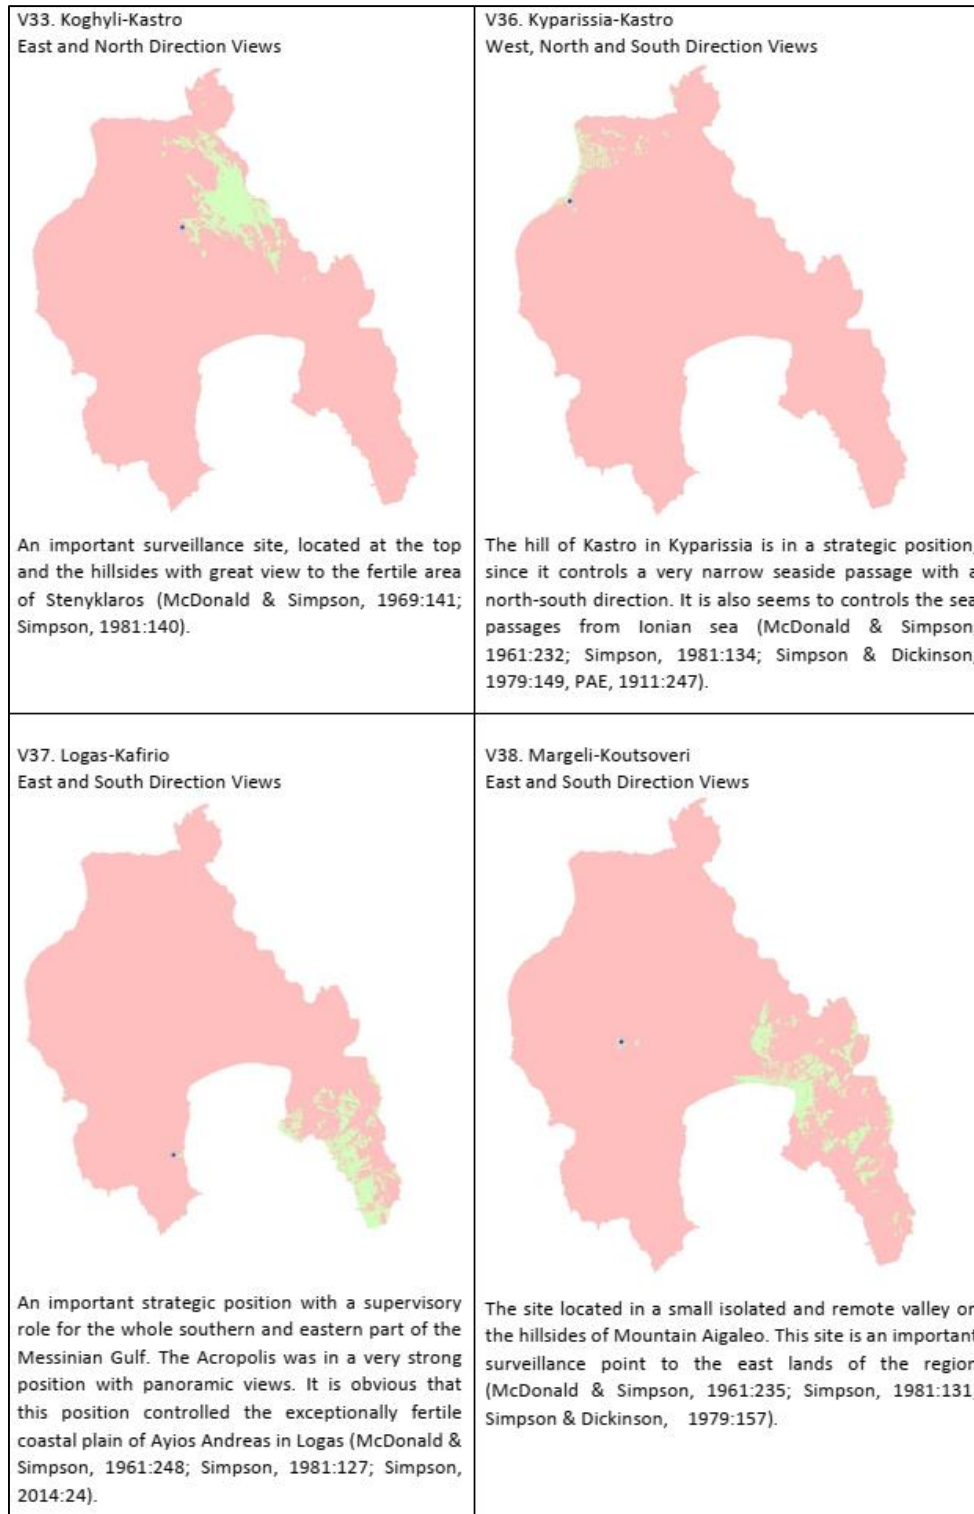 V33. Koghyli-Kastro
East and North Direction Views
An important surveillance site, located at the top
and the hillsides with great view to the fertile area
of Stenyklaros (McDonald & Simpson, 1969:141;
Simpson, 1981:140).
V36. Kyparissia-Kastro
West, North and South Direction Views
The hill of Kastro in Kyparissia is in a strategic position,
since it controls a very narrow seaside passage with a
north-south direction. It is also seems to controls the sea
passages from Ionian sea (McDonald & Simpson,
1961:232; Simpson, 1981:134; Simpson & Dickinson,
1979:149, PAE, 1911:247).
V37. Logas-Kafirio
East and South Direction Views
An important strategic position with a supervisory
role for the whole southern and eastern part of the
Messinian Gulf. The Acropolis was in a very strong
position with panoramic views. It is obvious that
this position controlled the exceptionally fertile
coastal plain of Ayios Andreas in Logas (McDonald &
Simpson, 1961:248; Simpson, 1981:127; Simpson,
2014:24).
V38. Margeli-Koutsoveri
East and South Direction Views
The site located in a small isolated and remote valley on
the hillsides of Mountain Aigaleo. This site is an important
surveillance point to the east lands of the region
(McDonald & Simpson, 1961:235; Simpson, 1981:131;
Simpson & Dickinson, 1979:157).